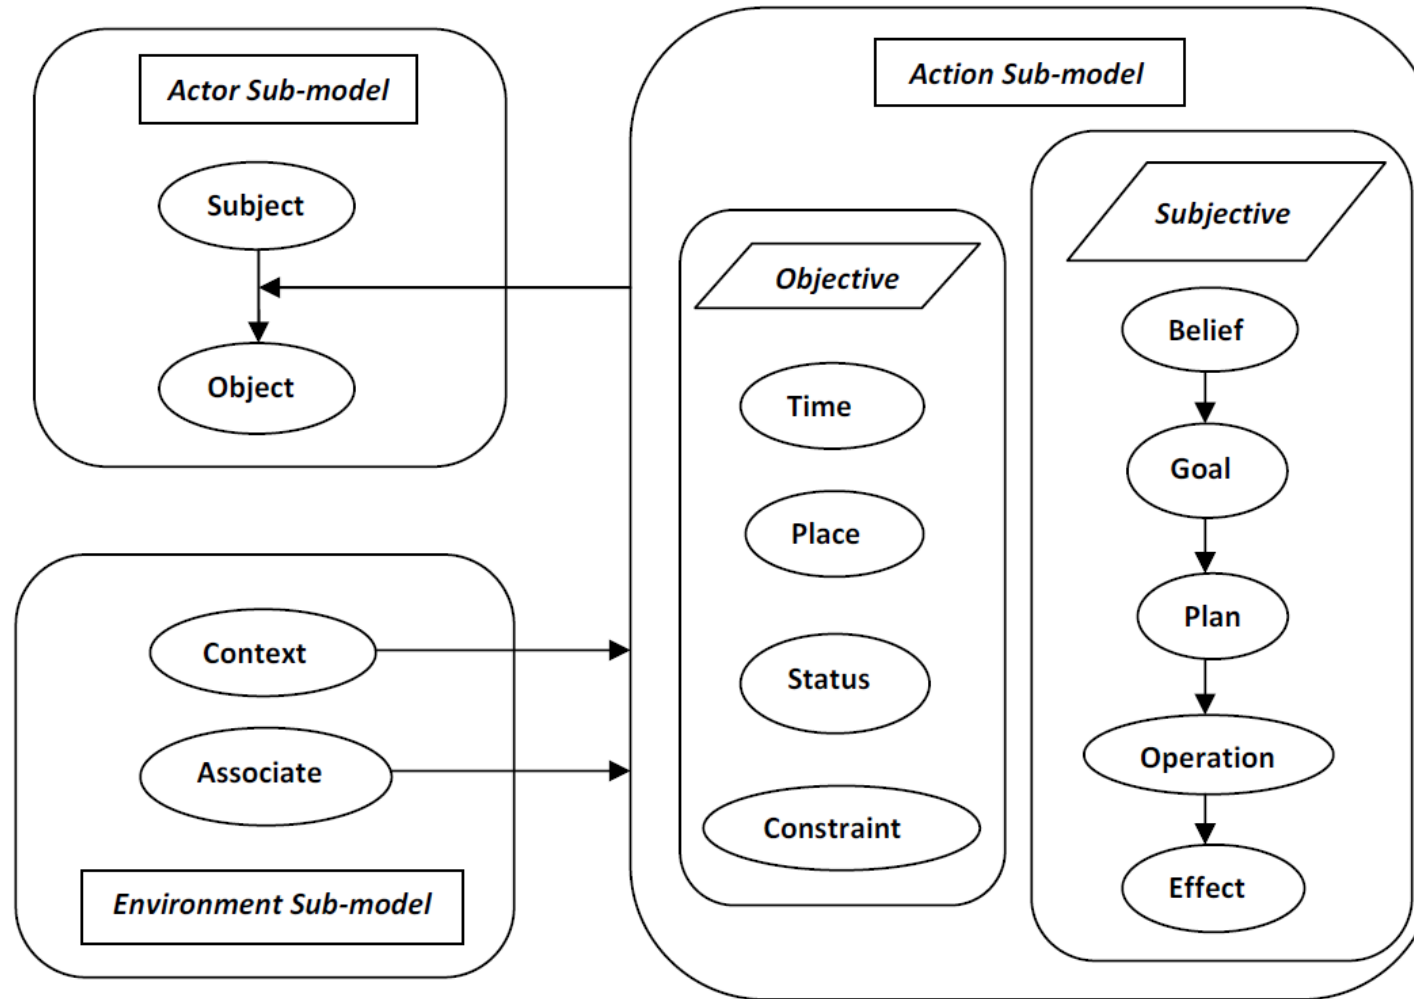 Actor Sub-model
Subject
Object
Context
Associate
Environment Sub-model
Action Sub-model
Objective
Time
Place
Status
Constraint
Subjective
Belief
Goal
Plan
Operation
Effect